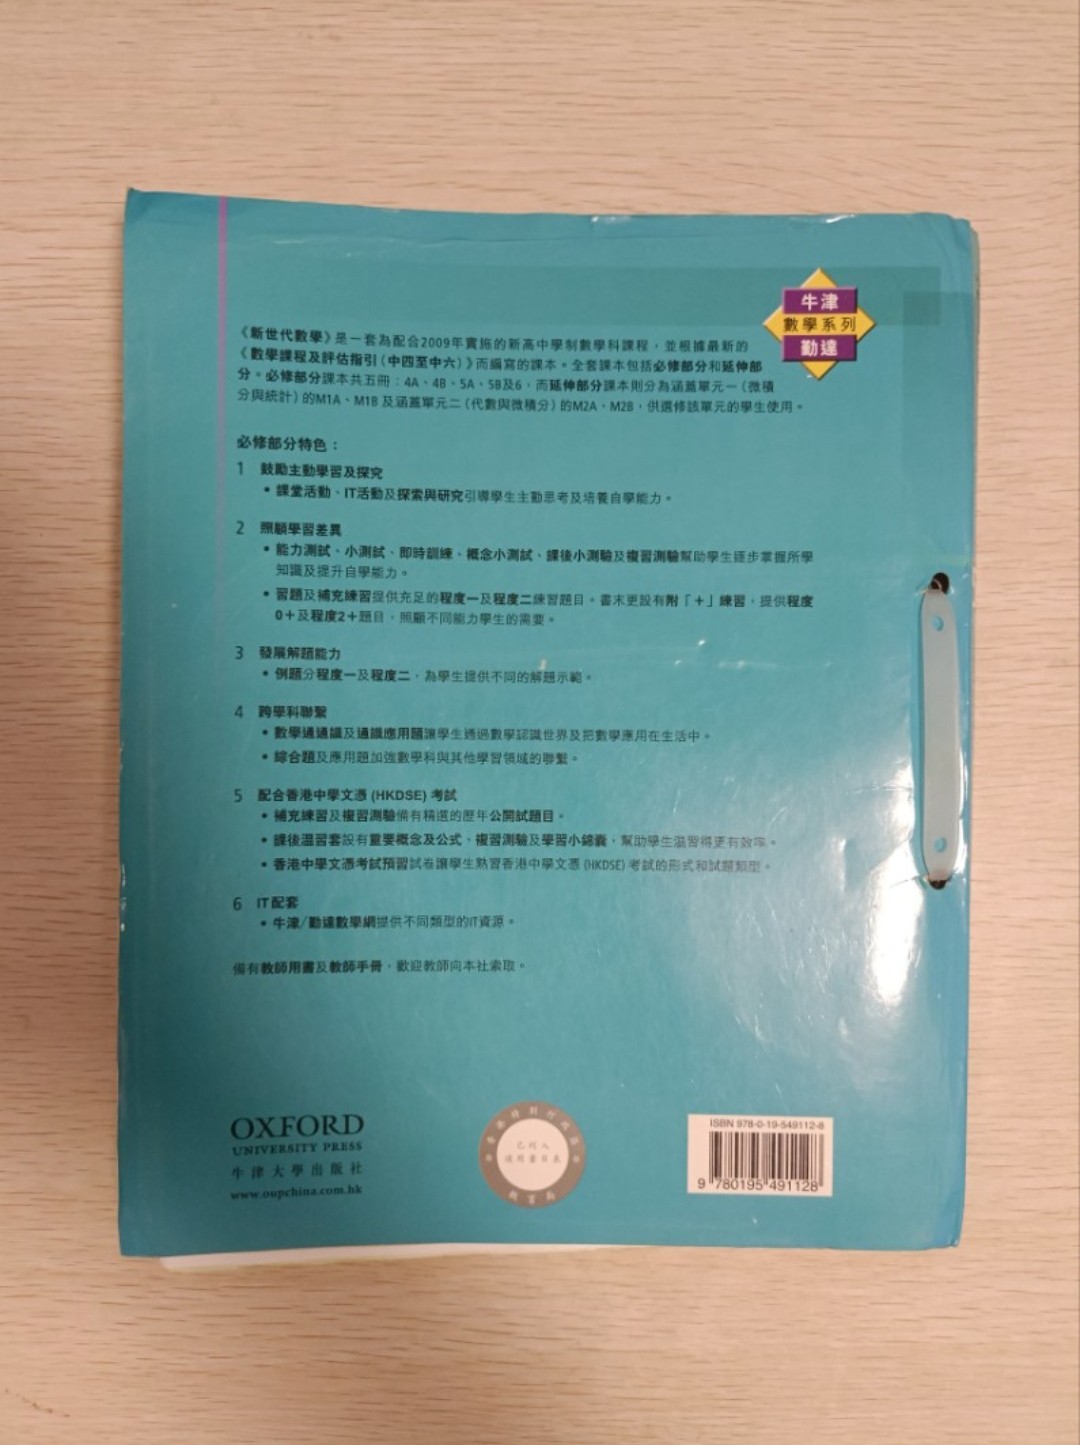 牛津
數學系列
勤達
《新世代數學》是一套為配合2009年實施的新高中學制數學科課程，並根據最新的
《數學課程及評估指引（中四至中六）》而編寫的課本。全套課本包括必修部分和延伸部
分。必修部分課本共五冊：4A、4B、5A、5B及6，而延伸部分課本則分為涵蓋單元一（微積
分與統計）的M1A、M1B 及涵蓋單元二（代數與微積分）的M2A、M2B，供選修該單元的學生使用。
必修部分特色：
1 鼓勵主動學習及探究
• 課堂活動、IT活動及探索與研究引導學生主動思考及培養自學能力。
2 照顧學習差異
• 能力測試、小測試、即時訓練、概念小測試、課後小測驗及複習測驗幫助學生逐步掌握所學
知識及提升自學能力。
• 習題及補充練習提供充足的程度一及程度二練習題目。書末更設有附「＋」練習，提供程度
0＋及程度2＋題目，照顧不同能力學生的需要。
3 發展解題能力
• 例題分程度一及程度二，為學生提供不同的解題示範。
4 跨學科聯繫
• 數學通通識及通識應用題讓學生通過數學認識世界及把數學應用在生活中。
• 綜合題及應用題加強數學科與其他學習領域的聯繫。
5 配合香港中學文憑 (HKDSE) 考試
• 補充練習及複習測驗備有精選的歷年公開試題目。
• 課後溫習套設有重要概念及公式、複習測驗及學習小錦囊，幫助學生溫習得更有效率。
• 香港中學文憑考試預習試卷讓學生熟習香港中學文憑 (HKDSE) 考試的形式和試題類型。
6 IT配套
• 牛津／勤達數學網提供不同類型的IT資源。
備有教師用書及教師手冊，歡迎教師向本社索取。
OXFORD
UNIVERSITY PRESS
牛津大學出版社
www.oupchina.com.hk
香港特別行政區
已列入
適用書目表
教育局
ISBN 978-0-19-549112-8
9 780195 491128